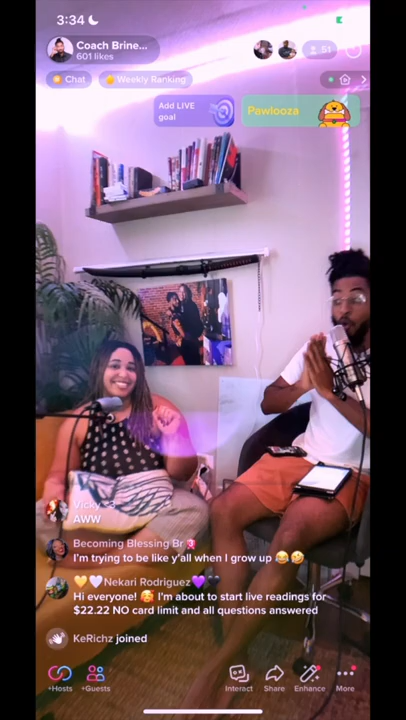 3:34
Coach Brine...
601 likes
51
Chat
Weekly Ranking
Add LIVE
goal
Pawlooza
Vicky
AWW
Becoming Blessing Br
I'm trying to be like y'all when I grow up 😂🤣
💛🤍Nekari Rodriguez💜🖤
Hi everyone! 🥰 I'm about to start live readings for
$22.22 NO card limit and all questions answered
KeRichz joined
+Hosts
+Guests
Interact
Share
Enhance
More